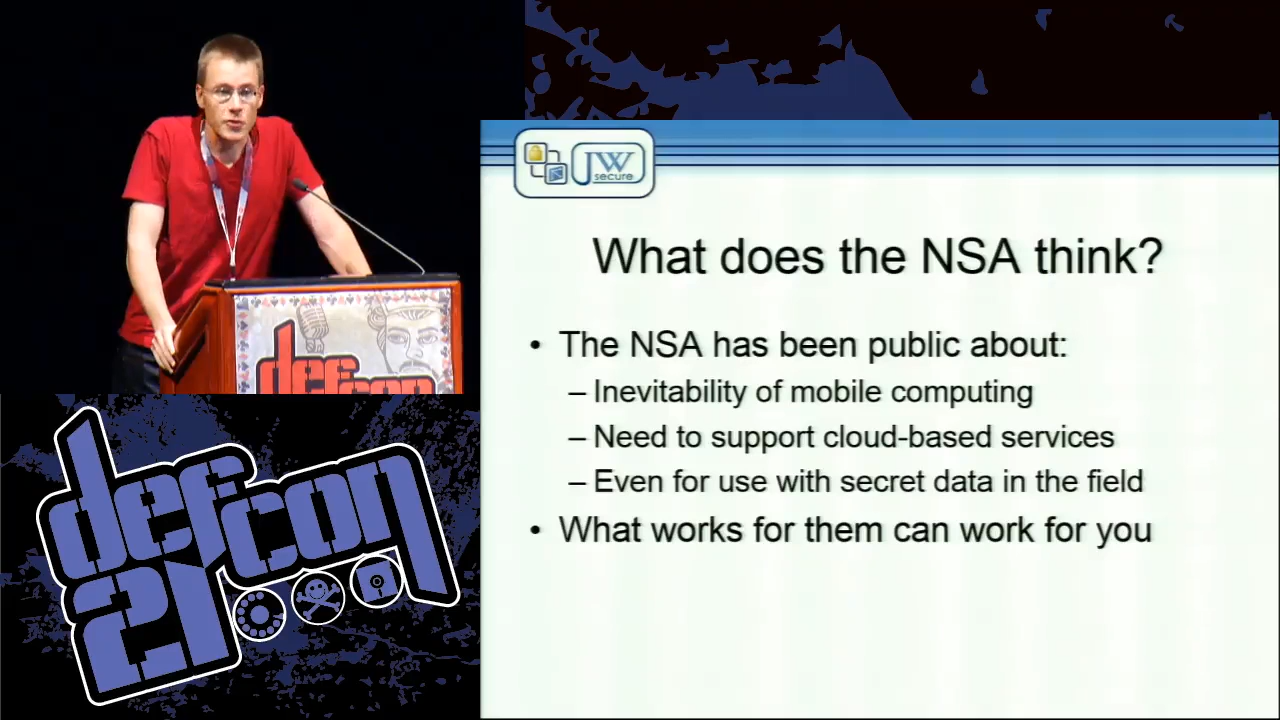 JW
secure
What does the NSA think?
• The NSA has been public about:
– Inevitability of mobile computing
– Need to support cloud-based services
– Even for use with secret data in the field
• What works for them can work for you
defcon
defcon
21